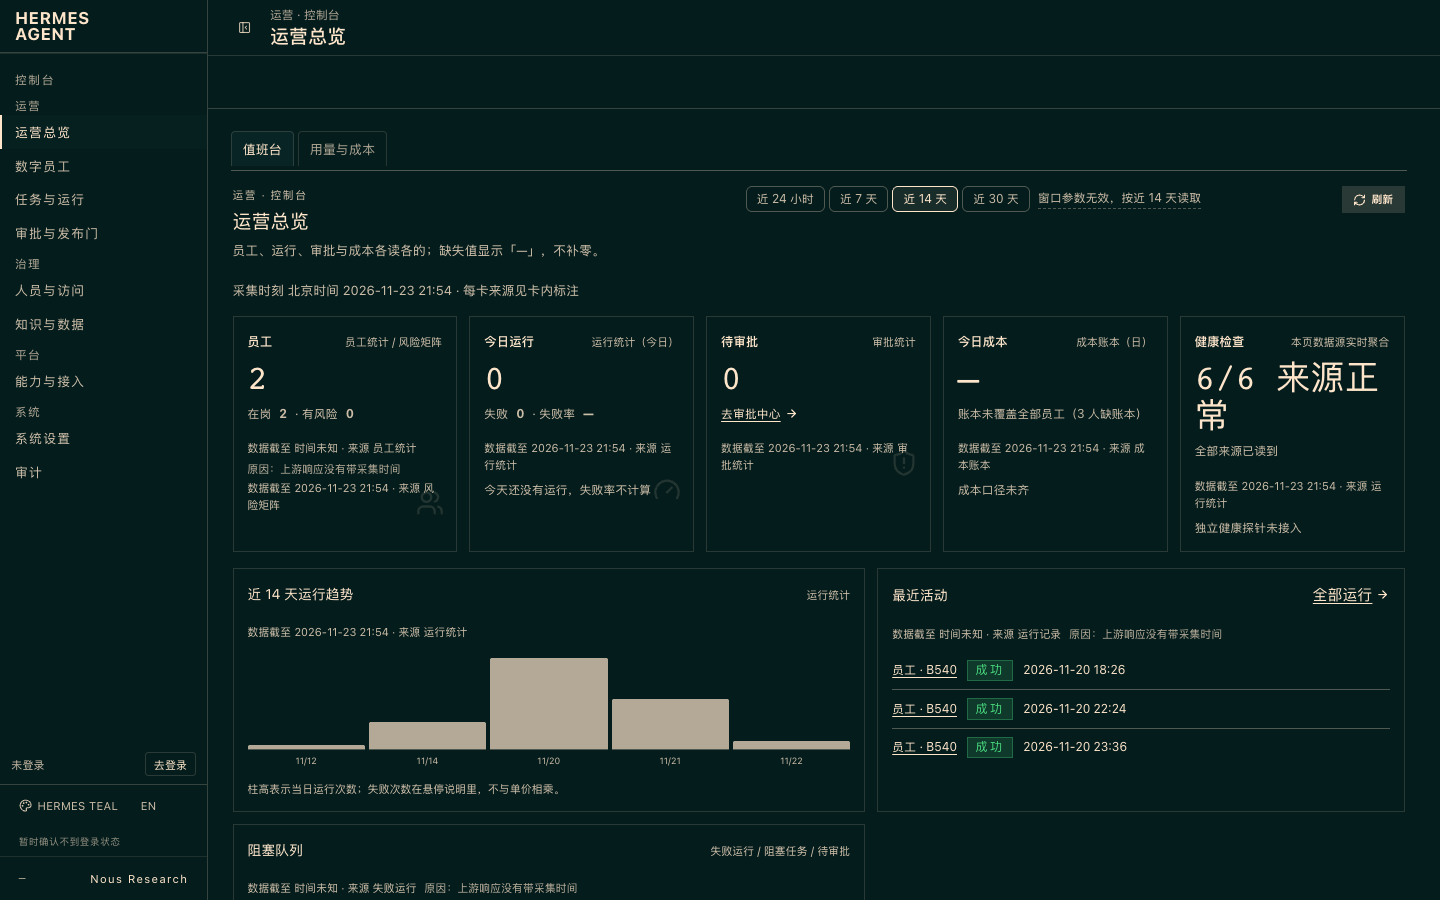 HERMES
AGENT
控制台
运营
运营总览
数字员工
任务与运行
审批与发布门
治理
人员与访问
知识与数据
平台
能力与接入
系统
系统设置
审计
未登录
去登录
HERMES TEAL
EN
暂时确认不到登录状态
—
Nous Research
运营 · 控制台
运营总览
值班台
用量与成本
运营 · 控制台
运营总览
员工、运行、审批与成本各读各的；缺失值显示「—」，不补零。
近 24 小时
近 7 天
近 14 天
近 30 天
窗口参数无效，按近 14 天读取
刷新
采集时刻 北京时间 2026-11-23 21:54 · 每卡来源见卡内标注
员工
员工统计 / 风险矩阵
2
在岗 2 · 有风险 0
数据截至 时间未知 · 来源 员工统计
原因：上游响应没有带采集时间
数据截至 2026-11-23 21:54 · 来源 风
险矩阵
今日运行
运行统计（今日）
0
失败 0 · 失败率 —
数据截至 2026-11-23 21:54 · 来源 运
行统计
今天还没有运行，失败率不计算
待审批
审批统计
0
去审批中心 →
数据截至 2026-11-23 21:54 · 来源 审
批统计
今日成本
成本账本（日）
—
账本未覆盖全部员工（3 人缺账本）
数据截至 2026-11-23 21:54 · 来源 成
本账本
成本口径未齐
健康检查
本页数据源实时聚合
6/6 来源正
常
全部来源已读到
数据截至 2026-11-23 21:54 · 来源 运
行统计
独立健康探针未接入
近 14 天运行趋势
运行统计
数据截至 2026-11-23 21:54 · 来源 运行统计
11/12
11/14
11/20
11/21
11/22
柱高表示当日运行次数；失败次数在悬停说明里，不与单价相乘。
最近活动
全部运行 →
数据截至 时间未知 · 来源 运行记录 原因：上游响应没有带采集时间
员工 · B540 成功 2026-11-20 18:26
员工 · B540 成功 2026-11-20 22:24
员工 · B540 成功 2026-11-20 23:36
阻塞队列
失败运行 / 阻塞任务 / 待审批
数据截至 时间未知 · 来源 失败运行 原因：上游响应没有带采集时间